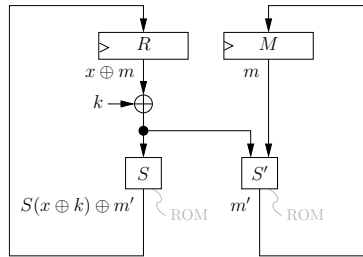 R M
x ⊕ m m
k
S S′
S(x ⊕ k) ⊕ m′ m′
ROM ROM